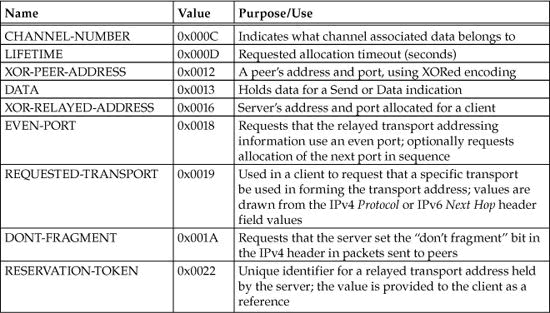 Name Value Purpose/Use
CHANNEL-NUMBER 0x000C Indicates what channel associated data belongs to
LIFETIME 0x000D Requested allocation timeout (seconds)
XOR-PEER-ADDRESS 0x0012 A peer's address and port, using XORed encoding
DATA 0x0013 Holds data for a Send or Data indication
XOR-RELAYED-ADDRESS 0x0016 Server's address and port allocated for a client
EVEN-PORT 0x0018 Requests that the relayed transport addressing
information use an even port; optionally requests
allocation of the next port in sequence
REQUESTED-TRANSPORT 0x0019 Used in a client to request that a specific transport
be used in forming the transport address; values are
drawn from the IPv4 Protocol or IPv6 Next Hop header
field values
DONT-FRAGMENT 0x001A Requests that the server set the “don't fragment” bit in
the IPv4 header in packets sent to peers
RESERVATION-TOKEN 0x0022 Unique identifier for a relayed transport address held
by the server; the value is provided to the client as a
reference